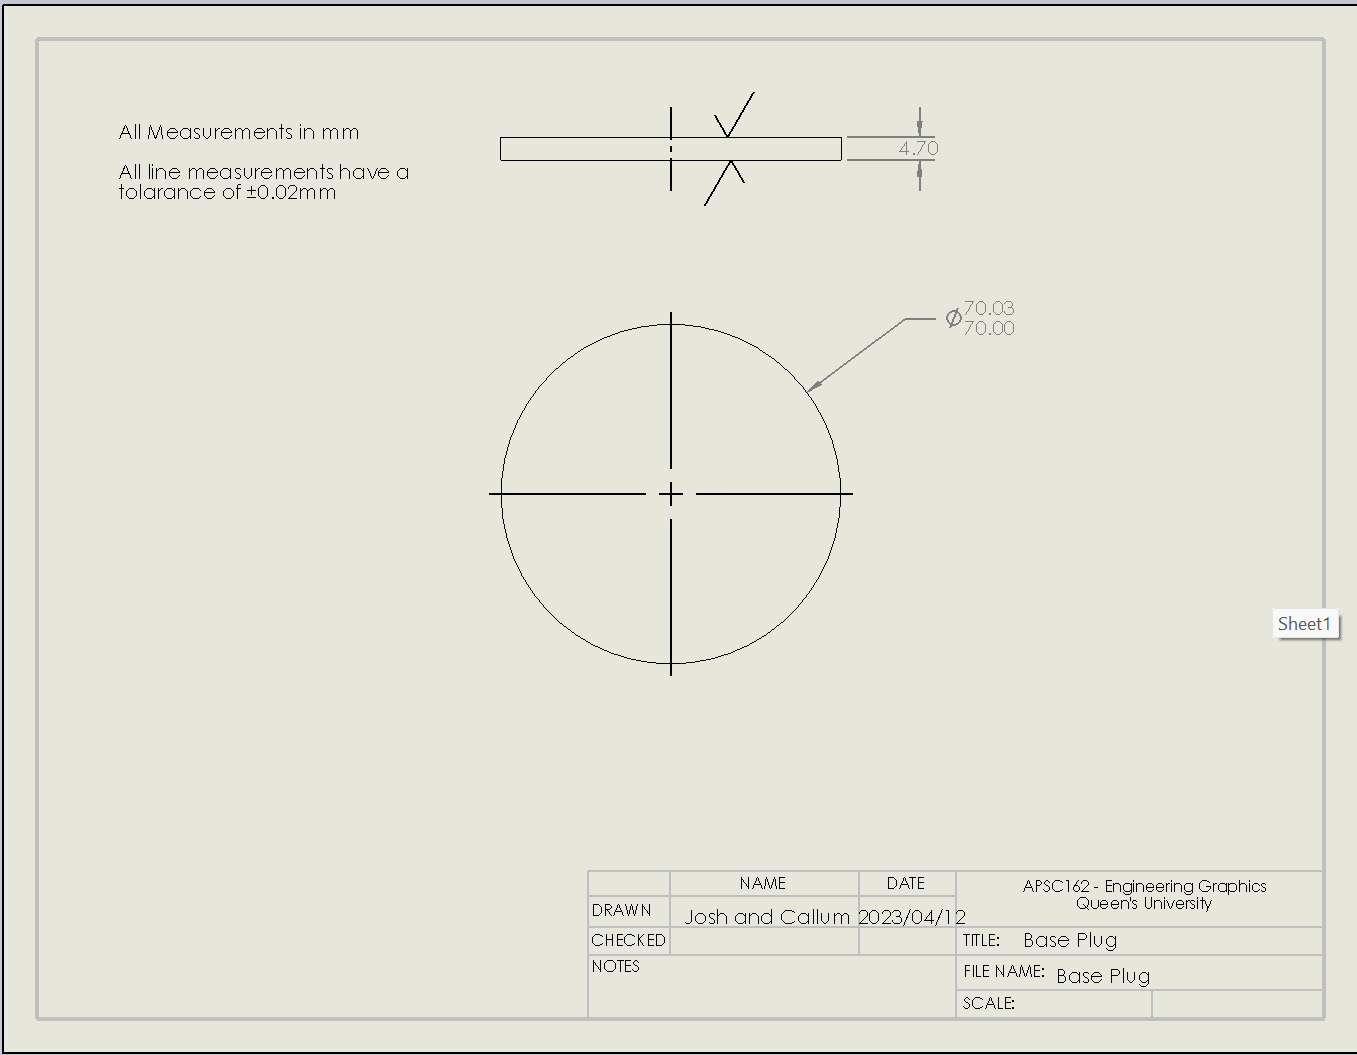 All Measurements in mm
All line measurements have a
tolarance of ±0.02mm
4.70
⌀70.03
70.00
Sheet1
NAME DATE
DRAWN Josh and Callum 2023/04/12
CHECKED
NOTES
APSC162 - Engineering Graphics
Queen's University
TITLE: Base Plug
FILE NAME: Base Plug
SCALE: